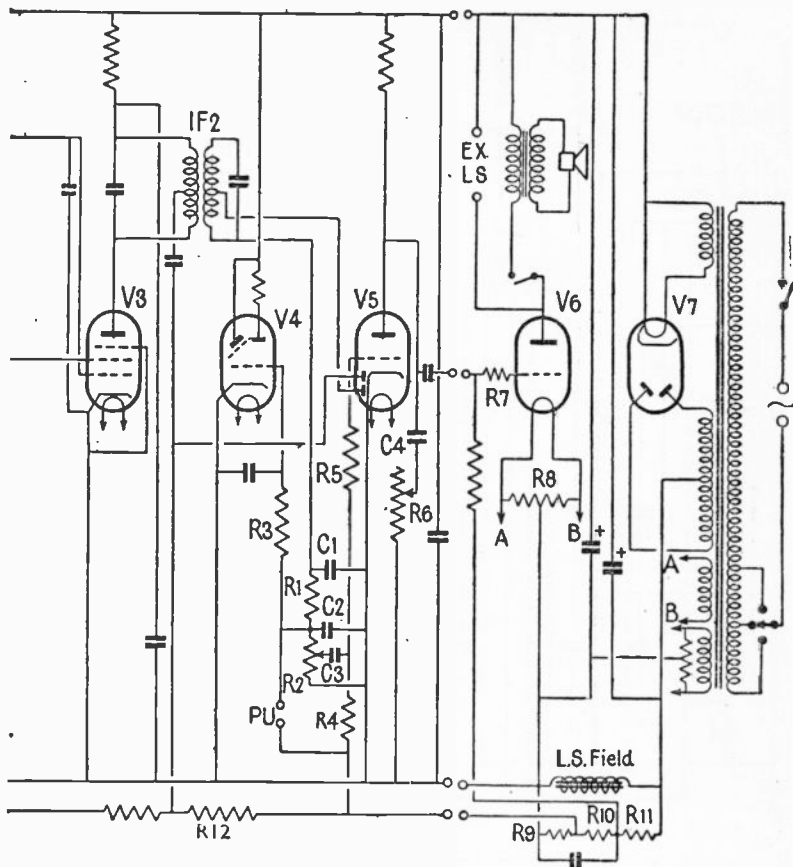 IF2
EX.
LS
V3
V4
V5
V6
V7
R7
C4
R5
R6
R8
R3
A
B
A
B
C1
R1
C2
R2
C3
PU
R4
L.S. Field
R12
R9
R10
R11
+
+